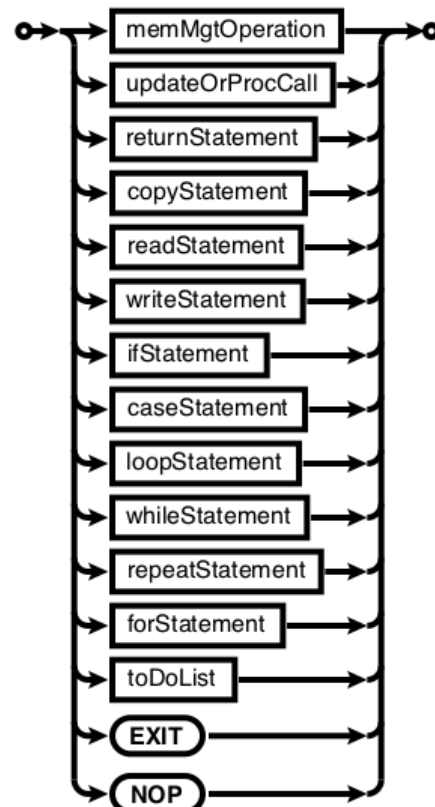 memMgtOperation
updateOrProcCall
returnStatement
copyStatement
readStatement
writeStatement
ifStatement
caseStatement
loopStatement
whileStatement
repeatStatement
forStatement
toDoList
EXIT
NOP